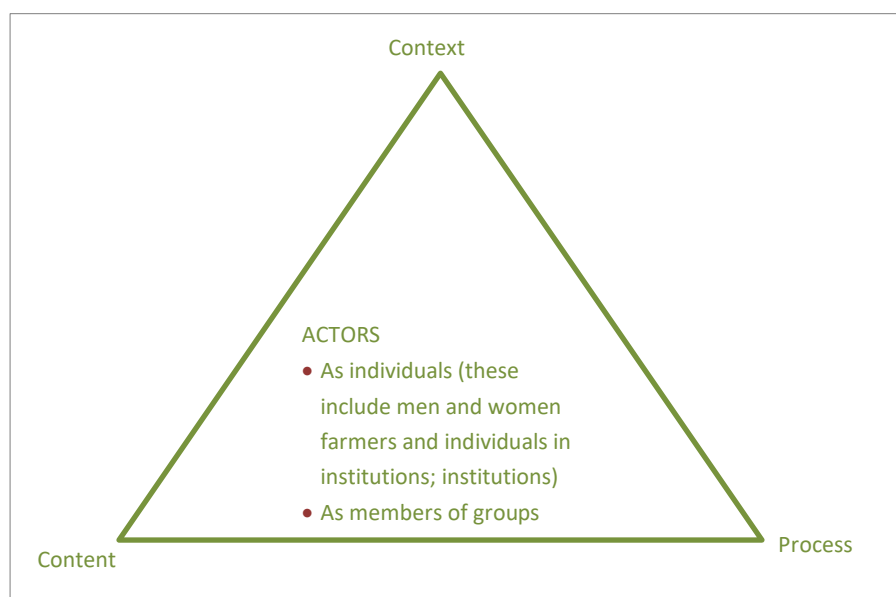 Context
ACTORS
• As individuals (these
include men and women
farmers and individuals in
institutions; institutions)
• As members of groups
Content
Process